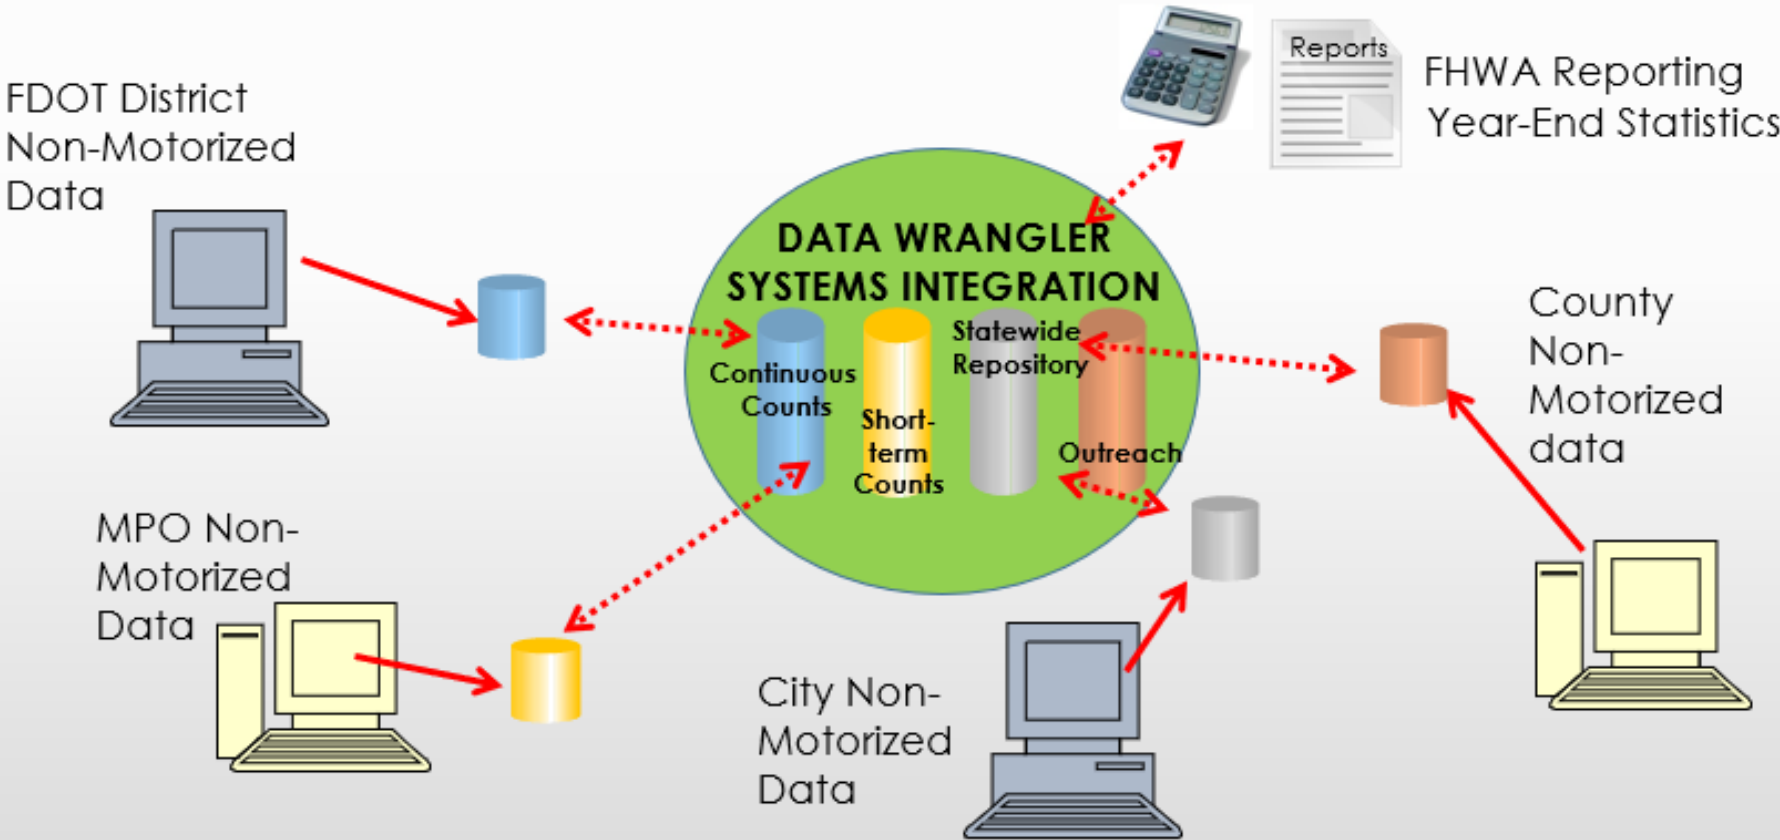 Reports
FHWA Reporting
Year-End Statistics
FDOT District
Non-Motorized
Data
DATA WRANGLER
SYSTEMS INTEGRATION
Continuous
Counts
Short-
term
Counts
Statewide
Repository
Outreach
County
Non-
Motorized
data
MPO Non-
Motorized
Data
City Non-
Motorized
Data